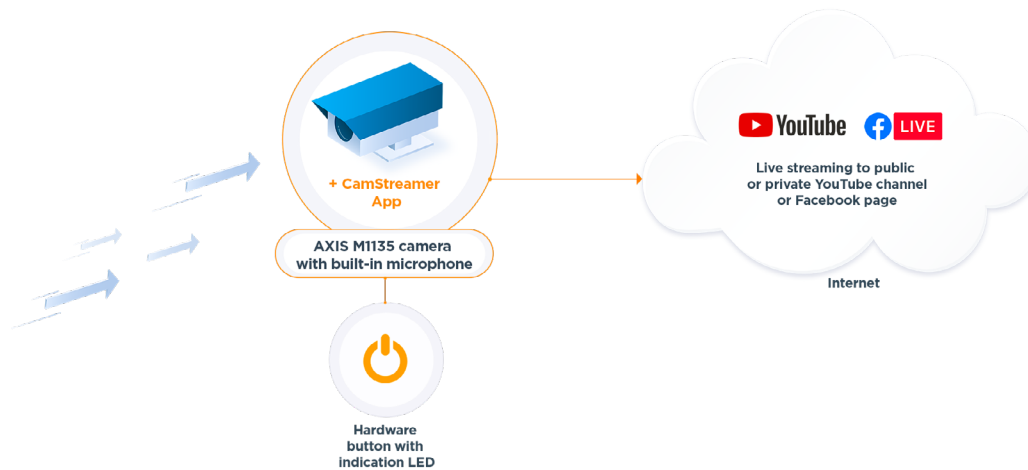 + CamStreamer
App
AXIS M1135 camera
with built-in microphone
Hardware
button with
indication LED
YouTube
LIVE
Live streaming to public
or private YouTube channel
or Facebook page
Internet